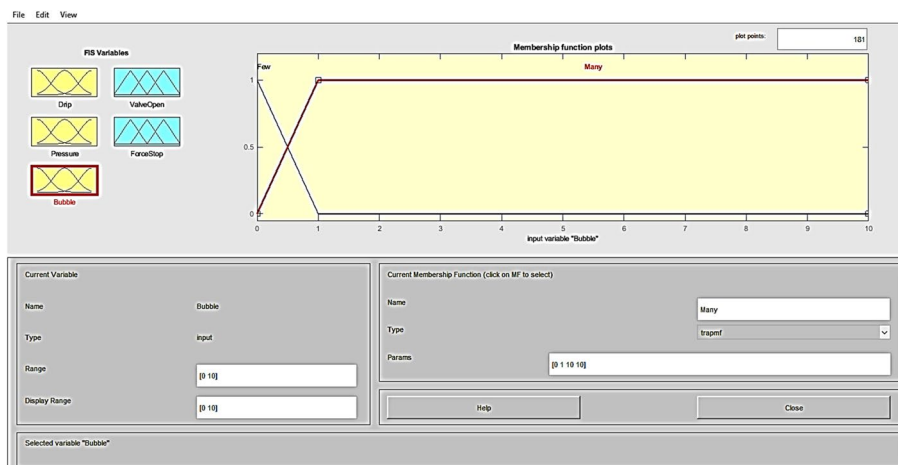 File Edit View
FIS Variables
Drip
ValveOpen
Pressure
ForceStop
Bubble
plot points:
181
Membership function plots
Few
Many
1
0.5
0
0 1 2 3 4 5 6 7 8 9 10
input variable "Bubble"
Current Variable
Name Bubble
Type input
Range [0 10]
Display Range [0 10]
Current Membership Function (click on MF to select)
Name Many
Type trapmf
Params [0 1 10 10]
Help Close
Selected variable "Bubble"